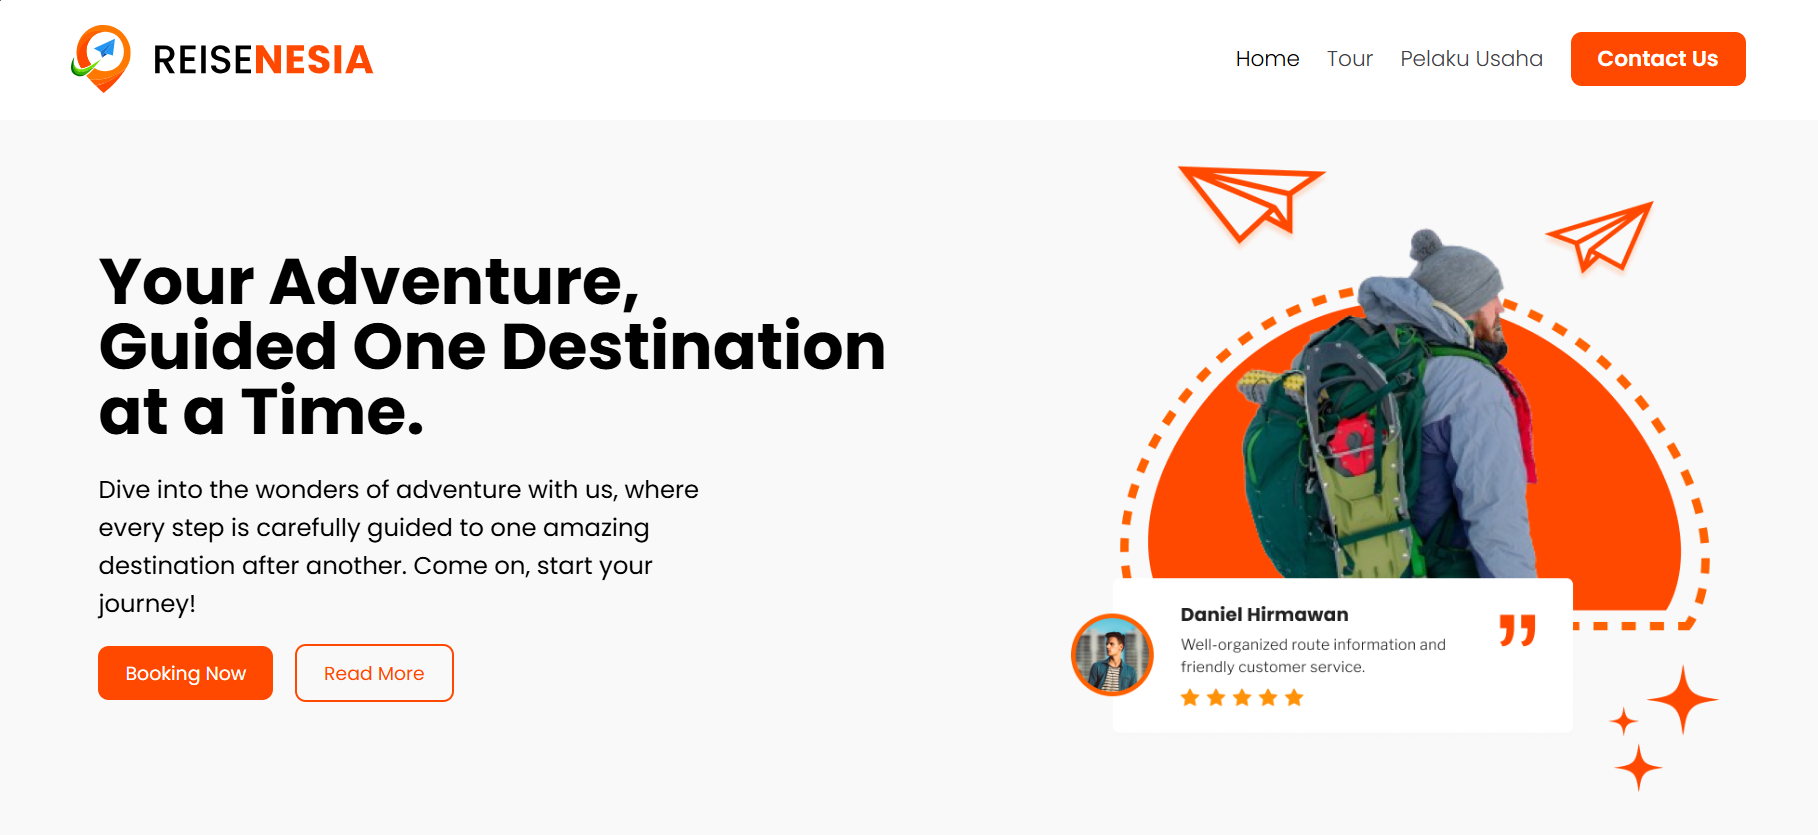 REISENESIA
Home Tour Pelaku Usaha Contact Us
Your Adventure,
Guided One Destination
at a Time.
Dive into the wonders of adventure with us, where
every step is carefully guided to one amazing
destination after another. Come on, start your
journey!
Booking Now Read More
Daniel Hirmawan
Well-organized route information and
friendly customer service.